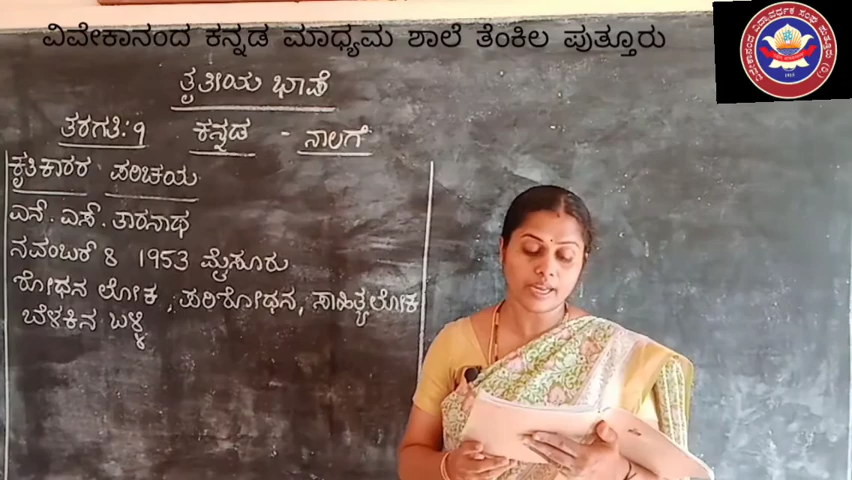 ವಿವೇಕಾನಂದ ಕನ್ನಡ ಮಾಧ್ಯಮ ಶಾಲೆ ತೆಂಕಿಲ ಪುತ್ತೂರು
ತೃತೀಯ ಭಾಷೆ
ತರಗತಿ:೪ ಕನ್ನಡ - ನಾಲಗೆ
ಕೃತಿಕಾರರ ಪರಿಚಯ
ಎನ್. ಎಸ್. ತಾರನಾಥ
ನವಂಬರ್ 8 1953 ಮೈಸೂರು
ಶೋಧನ ಲೋಕ, ಪರಿಶೋಧನ, ಸಾಹಿತ್ಯಲೋಕ
ಬೆಳಕಿನ ಬಳ್ಳಿ